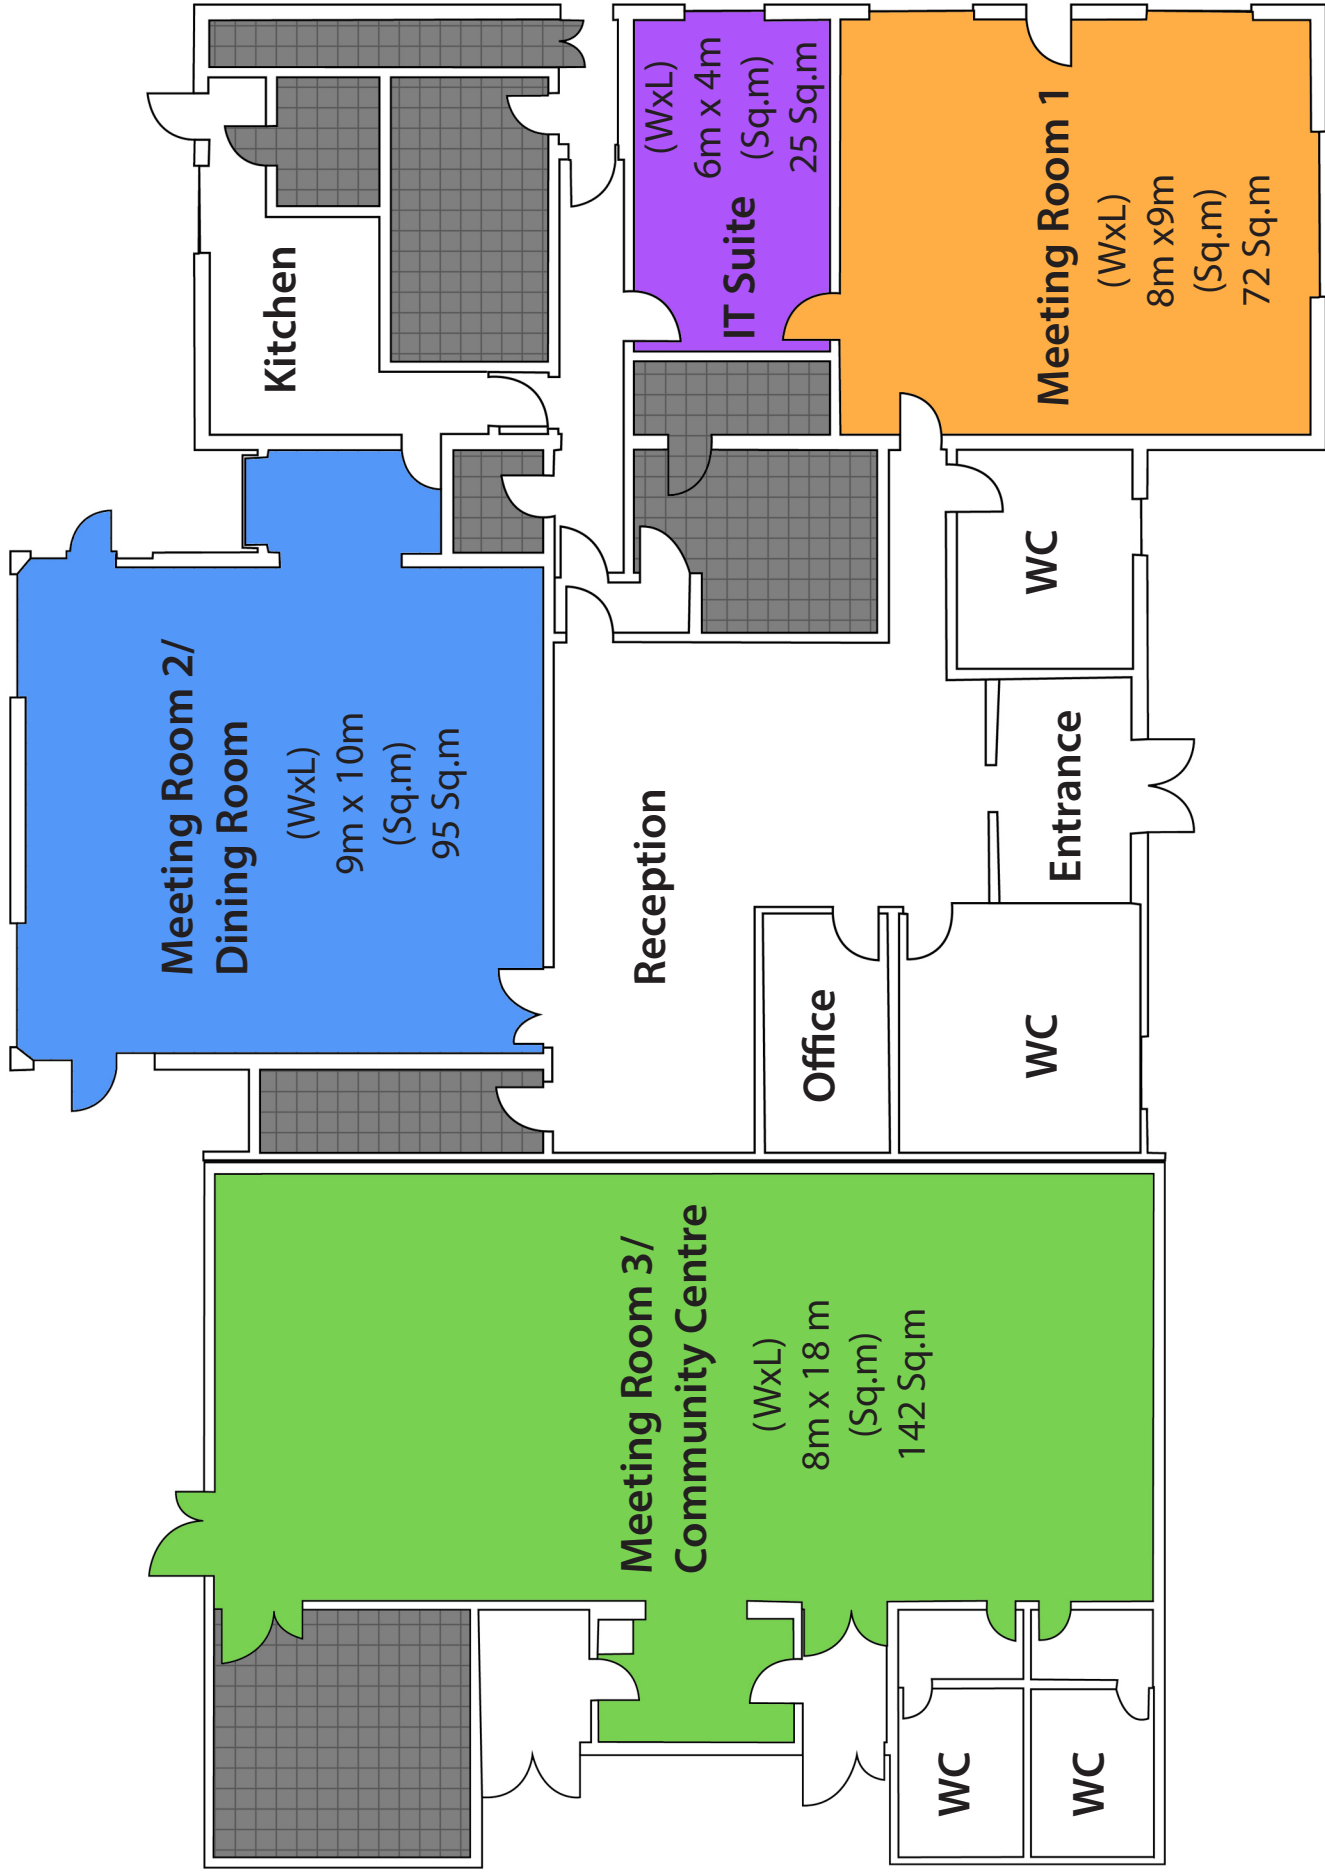 Meeting Room 3/
Community Centre
(WxL)
8m x 18 m
(Sq.m)
142 Sq.m
Meeting Room 2/
Dining Room
(WxL)
9m x 10m
(Sq.m)
95 Sq.m
Kitchen
Reception
Office
WC
WC
WC
Entrance
WC
IT Suite
(WxL)
6m x 4m
(Sq.m)
25 Sq.m
Meeting Room 1
(WxL)
8m x9m
(Sq.m)
72 Sq.m